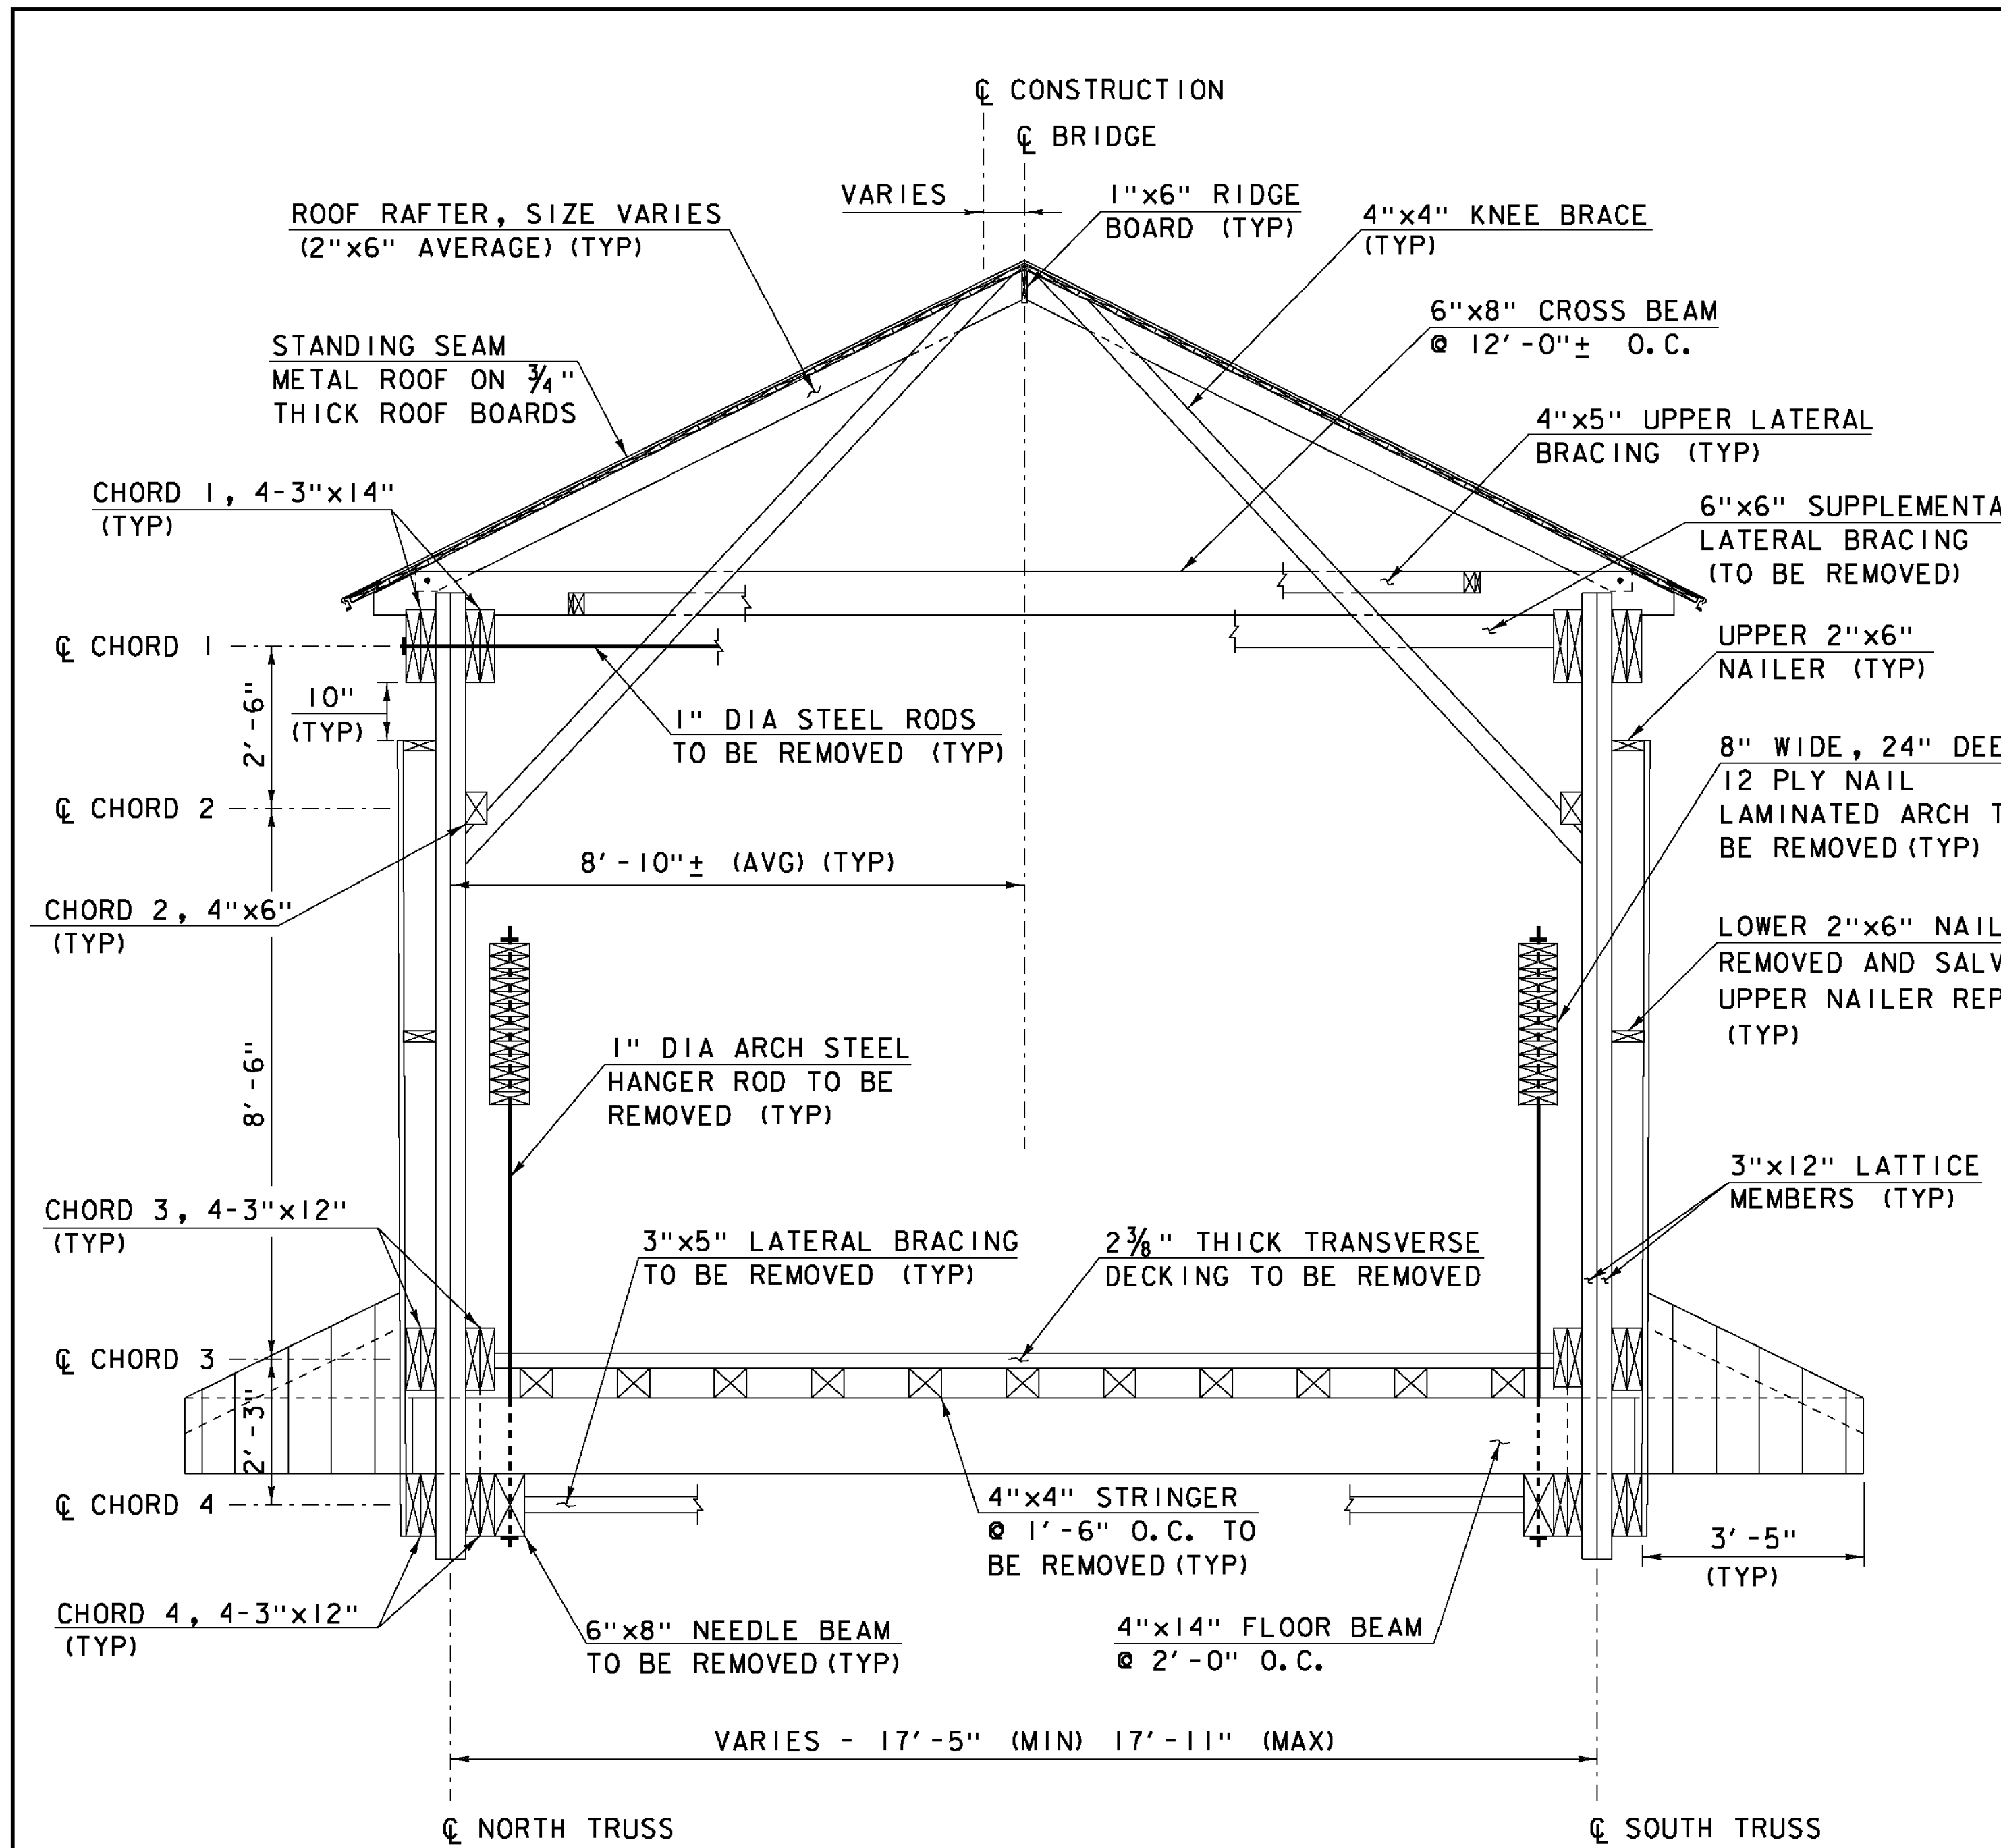 ℄ CONSTRUCTION
℄ BRIDGE
VARIES
1"x6" RIDGE
BOARD (TYP)
ROOF RAFTER, SIZE VARIES
(2"x6" AVERAGE) (TYP)
4"x4" KNEE BRACE
(TYP)
6"x8" CROSS BEAM
@ 12'-0"± O.C.
STANDING SEAM
METAL ROOF ON ¾"
THICK ROOF BOARDS
4"x5" UPPER LATERAL
BRACING (TYP)
CHORD 1, 4-3"x14"
(TYP)
6"x6" SUPPLEMENTA
LATERAL BRACING
(TO BE REMOVED)
℄ CHORD 1
UPPER 2"x6"
NAILER (TYP)
2'-6"
10"
(TYP)
1" DIA STEEL RODS
TO BE REMOVED (TYP)
8" WIDE, 24" DEE
12 PLY NAIL
LAMINATED ARCH T
BE REMOVED (TYP)
℄ CHORD 2
8'-10"± (AVG) (TYP)
CHORD 2, 4"x6"
(TYP)
LOWER 2"x6" NAIL
REMOVED AND SALV
UPPER NAILER REP
(TYP)
8'-6"
1" DIA ARCH STEEL
HANGER ROD TO BE
REMOVED (TYP)
3"x12" LATTICE
MEMBERS (TYP)
CHORD 3, 4-3"x12"
(TYP)
3"x5" LATERAL BRACING
TO BE REMOVED (TYP)
2⅜" THICK TRANSVERSE
DECKING TO BE REMOVED
℄ CHORD 3
2'-3"
℄ CHORD 4
4"x4" STRINGER
@ 1'-6" O.C. TO
BE REMOVED (TYP)
3'-5"
(TYP)
CHORD 4, 4-3"x12"
(TYP)
6"x8" NEEDLE BEAM
TO BE REMOVED (TYP)
4"x14" FLOOR BEAM
@ 2'-0" O.C.
VARIES - 17'-5" (MIN) 17'-11" (MAX)
℄ NORTH TRUSS
℄ SOUTH TRUSS